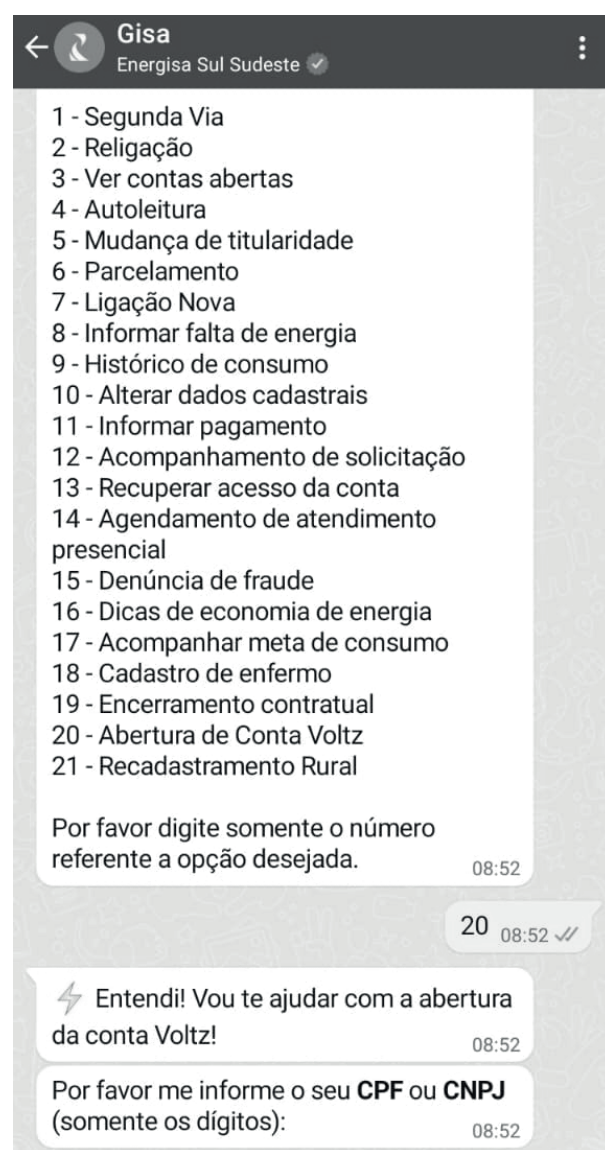 Gisa
Energisa Sul Sudeste
1 - Segunda Via
2 - Religação
3 - Ver contas abertas
4 - Autoleitura
5 - Mudança de titularidade
6 - Parcelamento
7 - Ligação Nova
8 - Informar falta de energia
9 - Histórico de consumo
10 - Alterar dados cadastrais
11 - Informar pagamento
12 - Acompanhamento de solicitação
13 - Recuperar acesso da conta
14 - Agendamento de atendimento
presencial
15 - Denúncia de fraude
16 - Dicas de economia de energia
17 - Acompanhar meta de consumo
18 - Cadastro de enfermo
19 - Encerramento contratual
20 - Abertura de Conta Voltz
21 - Recadastramento Rural
Por favor digite somente o número
referente a opção desejada.
08:52
20 08:52
Entendi! Vou te ajudar com a abertura
da conta Voltz!
08:52
Por favor me informe o seu CPF ou CNPJ
(somente os dígitos):
08:52